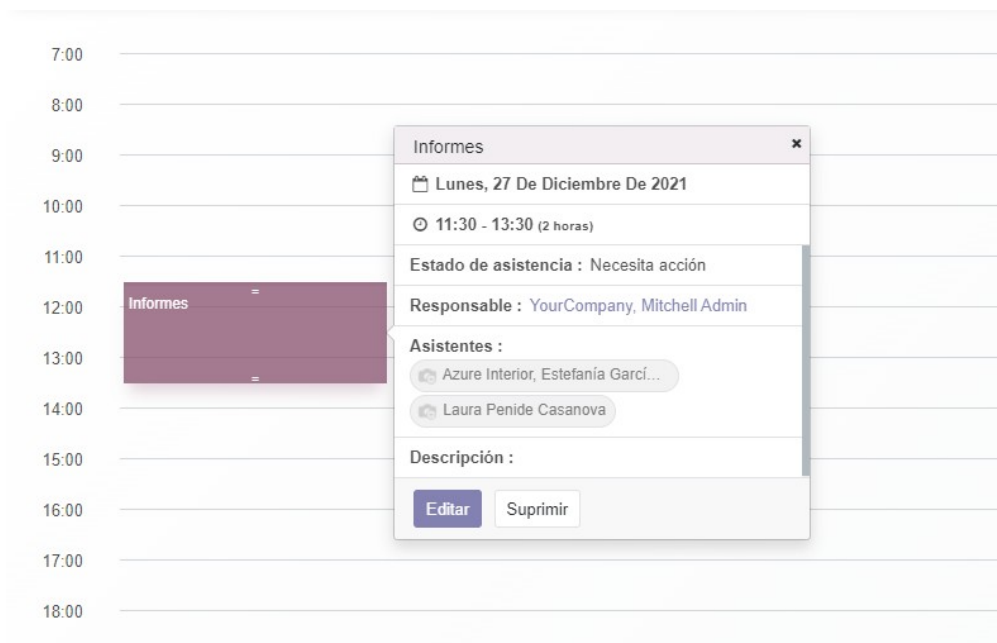 7:00
8:00
9:00
10:00
11:00
12:00
13:00
14:00
15:00
16:00
17:00
18:00
Informes
Informes ×
Lunes, 27 De Diciembre De 2021
11:30 - 13:30 (2 horas)
Estado de asistencia : Necesita acción
Responsable : YourCompany, Mitchell Admin
Asistentes :
Azure Interior, Estefanía Garcí...
Laura Penide Casanova
Descripción :
Editar Suprimir